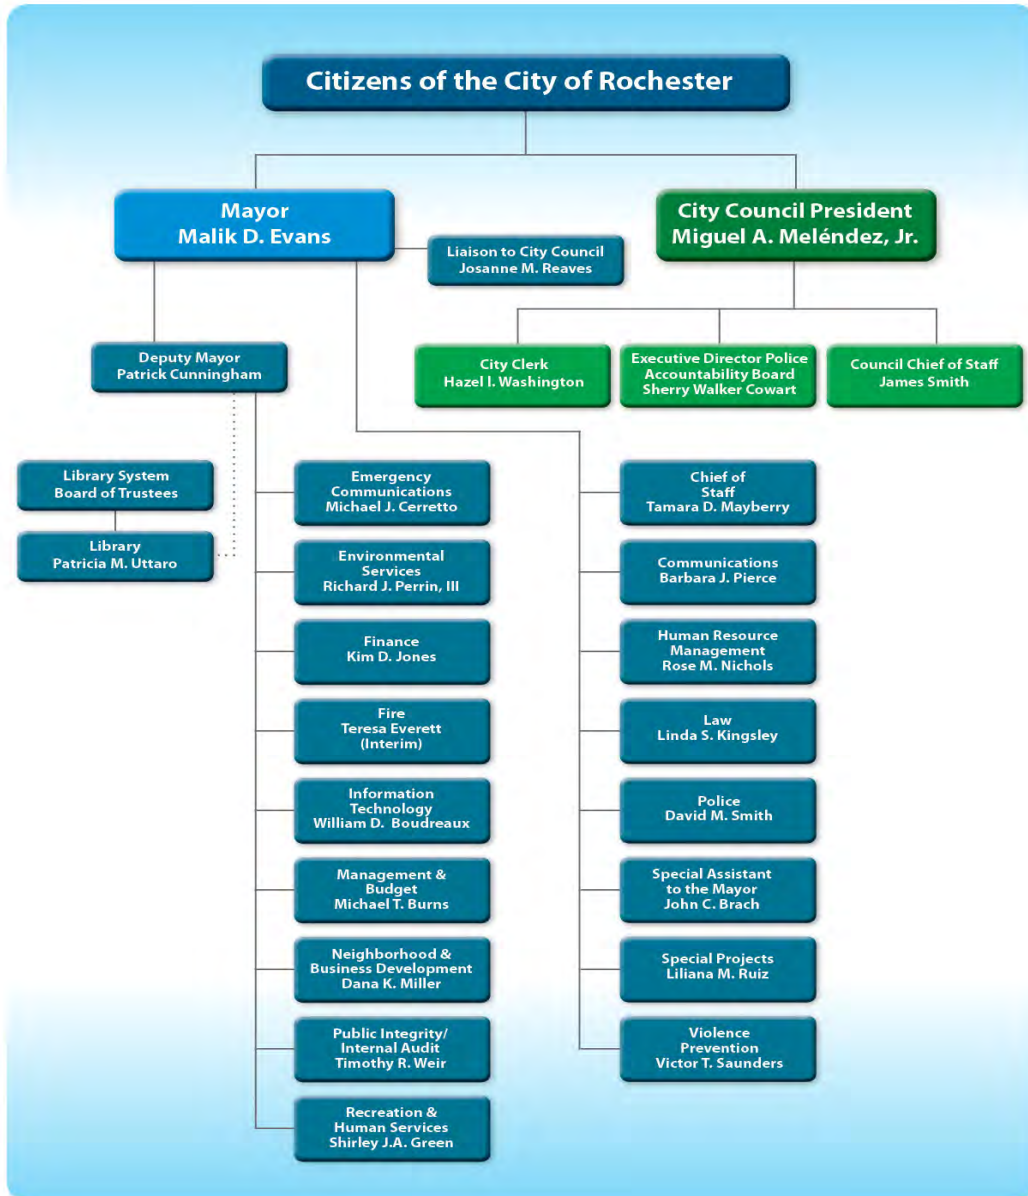 Citizens of the City of Rochester
Mayor
Malik D. Evans
City Council President
Miguel A. Meléndez, Jr.
Liaison to City Council
Josanne M. Reaves
Deputy Mayor
Patrick Cunningham
City Clerk
Hazel l. Washington
Executive Director Police
Accountability Board
Sherry Walker Cowart
Council Chief of Staff
James Smith
Library System
Board of Trustees
Library
Patricia M. Uttaro
Emergency
Communications
Michael J. Cerretto
Environmental
Services
Richard J. Perrin, III
Finance
Kim D. Jones
Fire
Teresa Everett
(Interim)
Information
Technology
William D. Boudreaux
Management &
Budget
Michael T. Burns
Neighborhood &
Business Development
Dana K. Miller
Public Integrity/
Internal Audit
Timothy R. Weir
Recreation &
Human Services
Shirley J.A. Green
Chief of
Staff
Tamara D. Mayberry
Communications
Barbara J. Pierce
Human Resource
Management
Rose M. Nichols
Law
Linda S. Kingsley
Police
David M. Smith
Special Assistant
to the Mayor
John C. Brach
Special Projects
Liliana M. Ruiz
Violence
Prevention
Victor T. Saunders